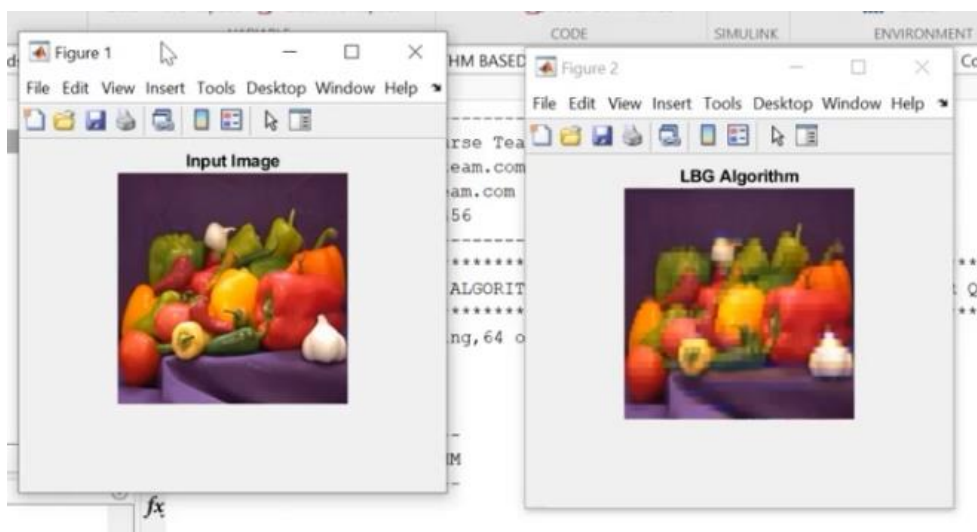 CODE
SIMULINK
ENVIRONMENT
Figure 1
HM BASED
Figure 2
Co
File Edit View Insert Tools Desktop Window Help
File Edit View Insert Tools Desktop Window Help
urse Tea
eam.com
am.com
56
Input Image
LBG Algorithm
--------
*******
**
ALGORIT
Q
*******
**
ng,64 o
--
M
--
fx